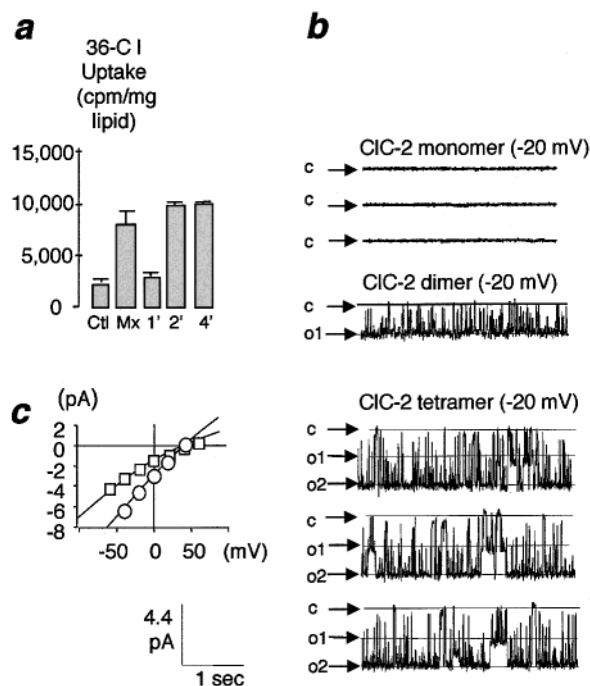 a
36-C l
Uptake
(cpm/mg
lipid)
15,000
10,000
5,000
0
Ctl Mx 1' 2' 4'
b
ClC-2 monomer (-20 mV)
c
c
c
ClC-2 dimer (-20 mV)
c
o1
ClC-2 tetramer (-20 mV)
c
o1
o2
c
o1
o2
c
o1
o2
c
(pA)
2
0
-2
-4
-6
-8
-50 0 50 (mV)
4.4
pA
1 sec